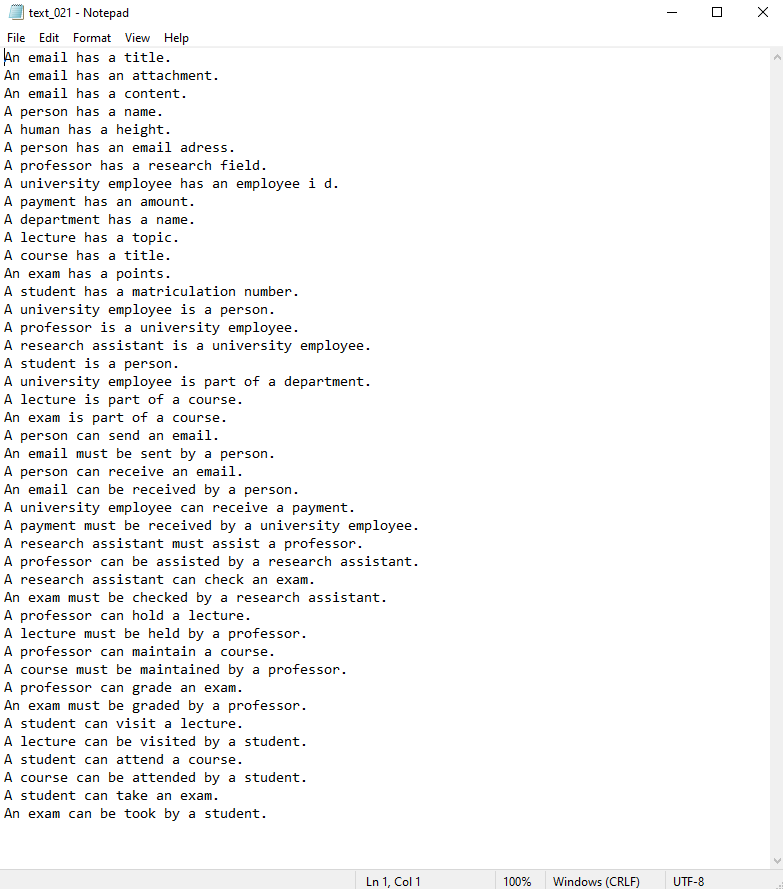 text_021 - Notepad
File Edit Format View Help
An email has a title.
An email has an attachment.
An email has a content.
A person has a name.
A human has a height.
A person has an email adress.
A professor has a research field.
A university employee has an employee i d.
A payment has an amount.
A department has a name.
A lecture has a topic.
A course has a title.
An exam has a points.
A student has a matriculation number.
A university employee is a person.
A professor is a university employee.
A research assistant is a university employee.
A student is a person.
A university employee is part of a department.
A lecture is part of a course.
An exam is part of a course.
A person can send an email.
An email must be sent by a person.
A person can receive an email.
An email can be received by a person.
A university employee can receive a payment.
A payment must be received by a university employee.
A research assistant must assist a professor.
A professor can be assisted by a research assistant.
A research assistant can check an exam.
An exam must be checked by a research assistant.
A professor can hold a lecture.
A lecture must be held by a professor.
A professor can maintain a course.
A course must be maintained by a professor.
A professor can grade an exam.
An exam must be graded by a professor.
A student can visit a lecture.
A lecture can be visited by a student.
A student can attend a course.
A course can be attended by a student.
A student can take an exam.
An exam can be took by a student.
Ln 1, Col 1 100% Windows (CRLF) UTF-8